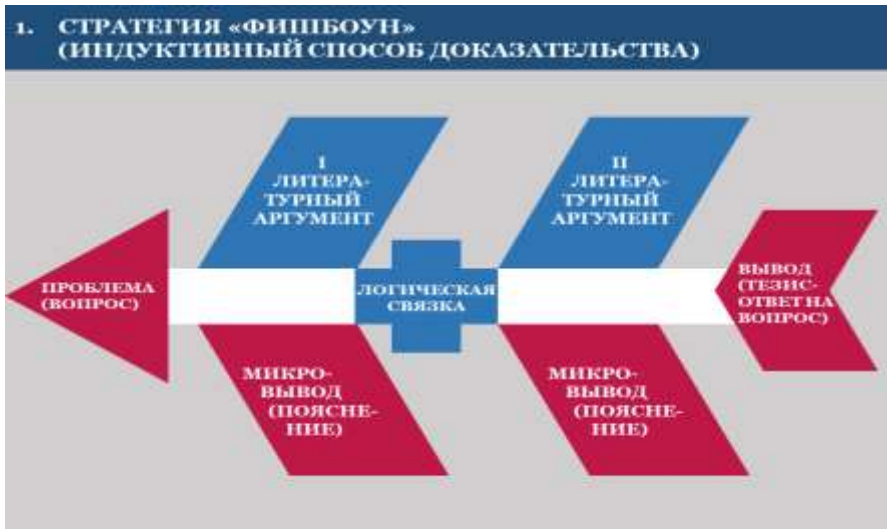 1. СТРАТЕГИЯ «ФИШБОУН»
(ИНДУКТИВНЫЙ СПОСОБ ДОКАЗАТЕЛЬСТВА)
I
ЛИТЕРА-
ТУРНЫЙ
АРГУМЕНТ
II
ЛИТЕРА-
ТУРНЫЙ
АРГУМЕНТ
ПРОБЛЕМА
(ВОПРОС)
ЛОГИЧЕСКАЯ
СВЯЗКА
ВЫВОД
(ТЕЗИС-
ОТВЕТ НА
ВОПРОС)
МИКРО-
ВЫВОД
(ПОЯСНЕ-
НИЕ)
МИКРО-
ВЫВОД
(ПОЯСНЕ-
НИЕ)